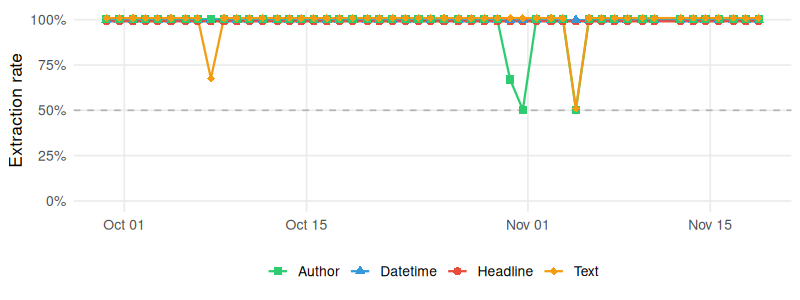 100%
75%
50%
25%
0%
Extraction rate
Oct 01 Oct 15 Nov 01 Nov 15
Author Datetime Headline Text